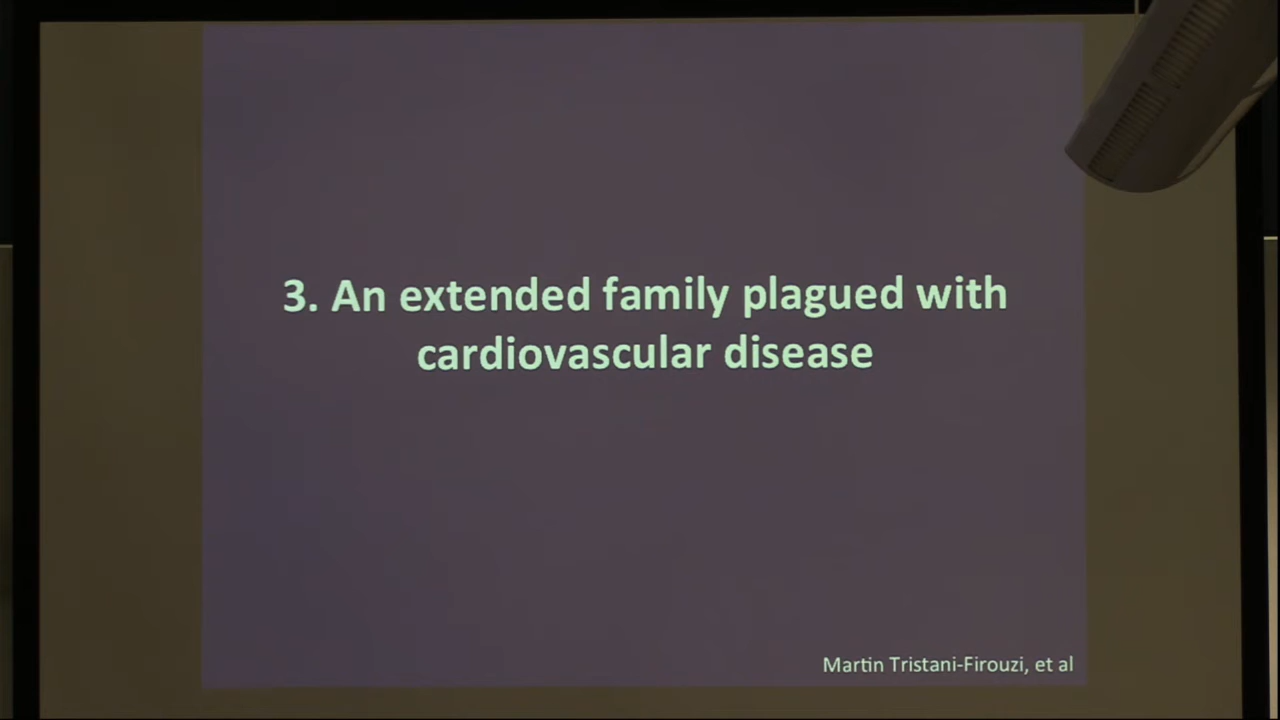 3. An extended family plagued with
cardiovascular disease
Martin Tristani-Firouzi, et al